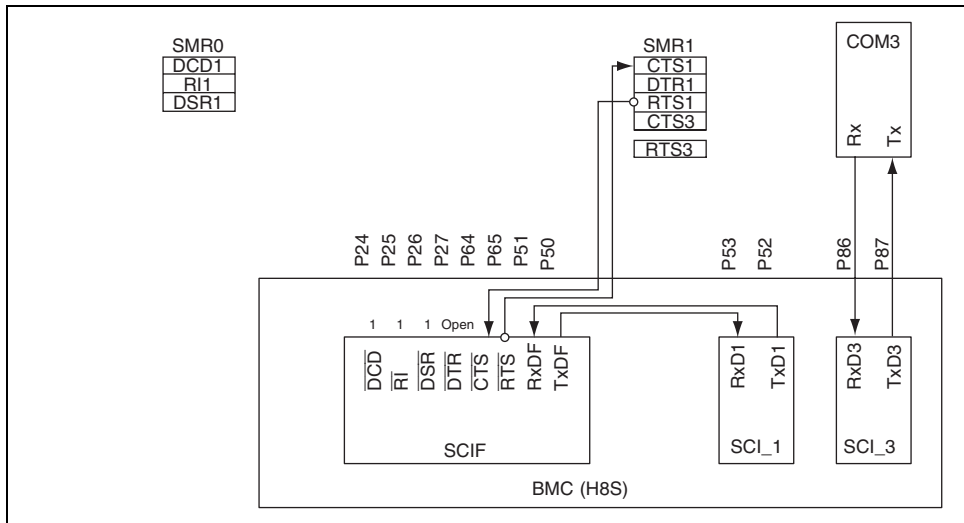 SMR0
DCD1
RI1
DSR1
SMR1
CTS1
DTR1
RTS1
CTS3
RTS3
COM3
Rx
Tx
P24
P25
P26
P27
P64
P65
P51
P50
P53
P52
P86
P87
1
1
1
Open
DCD
RI
DSR
DTR
CTS
RTS
RxDF
TxDF
SCIF
RxD1
TxD1
SCI_1
RxD3
TxD3
SCI_3
BMC (H8S)